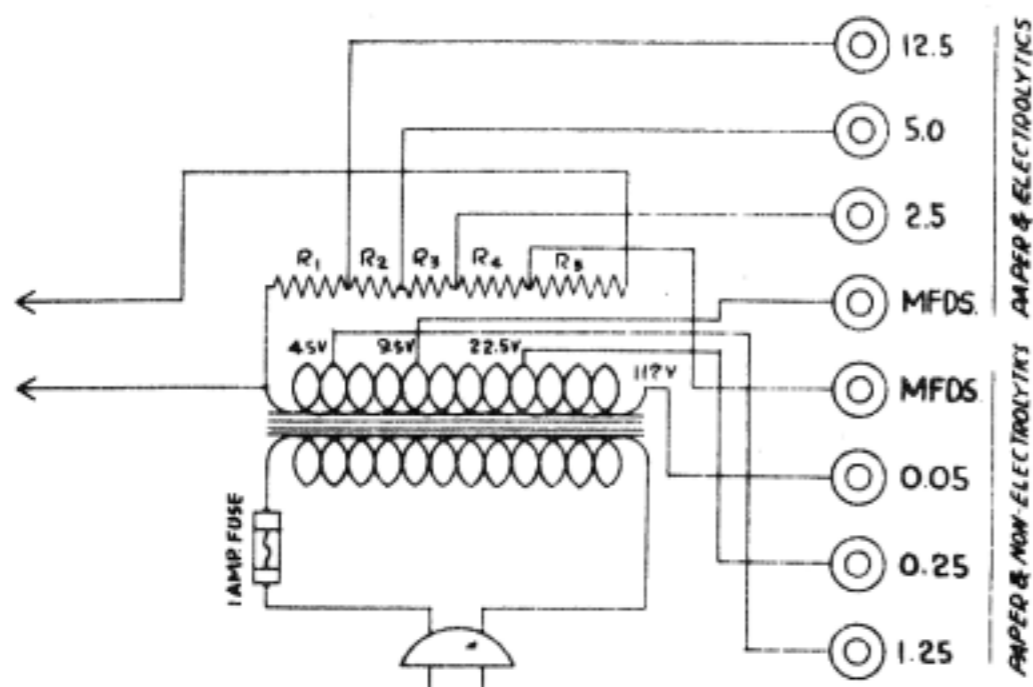 12.5
5.0
2.5
R1 R2 R3 R4 R5
MFDS.
4.5V 9.5V 22.5V 117V
MFDS
0.05
0.25
1.25
1 AMP. FUSE
PAPER & ELECTROLYTICS
PAPER & NON-ELECTROLYTICS